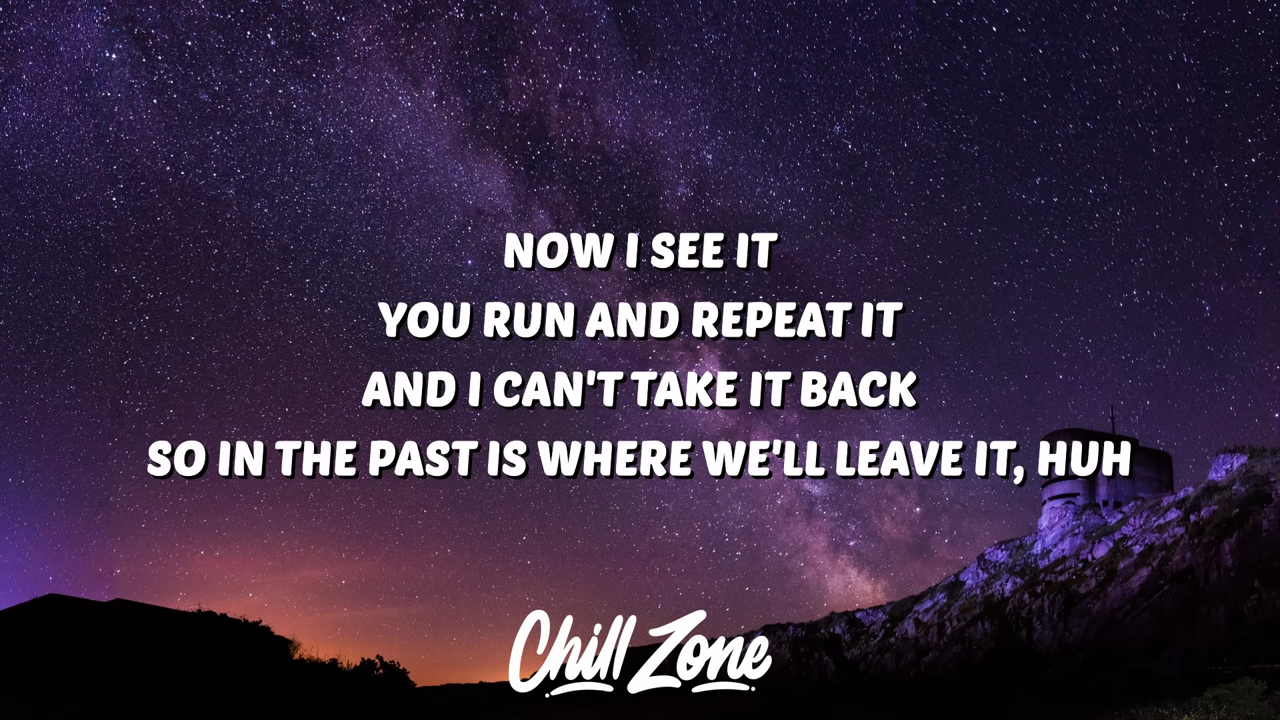 NOW I SEE IT
YOU RUN AND REPEAT IT
AND I CAN'T TAKE IT BACK
SO IN THE PAST IS WHERE WE'LL LEAVE IT, HUH
Chill Zone